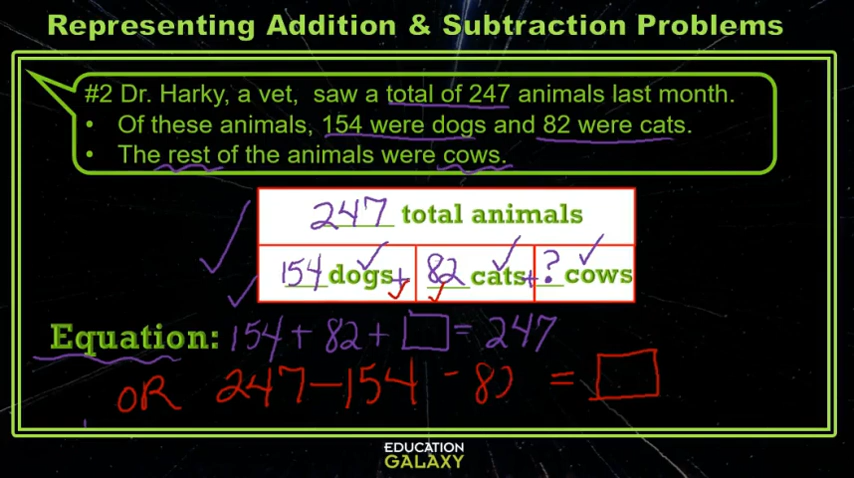 Representing Addition & Subtraction Problems
#2 Dr. Harky, a vet, saw a total of 247 animals last month.
• Of these animals, 154 were dogs and 82 were cats.
• The rest of the animals were cows.
247 total animals
154 dogs + 82 cats + ? cows
Equation: 154 + 82 + □ = 247
OR 247 - 154 - 82 = □
EDUCATION
GALAXY